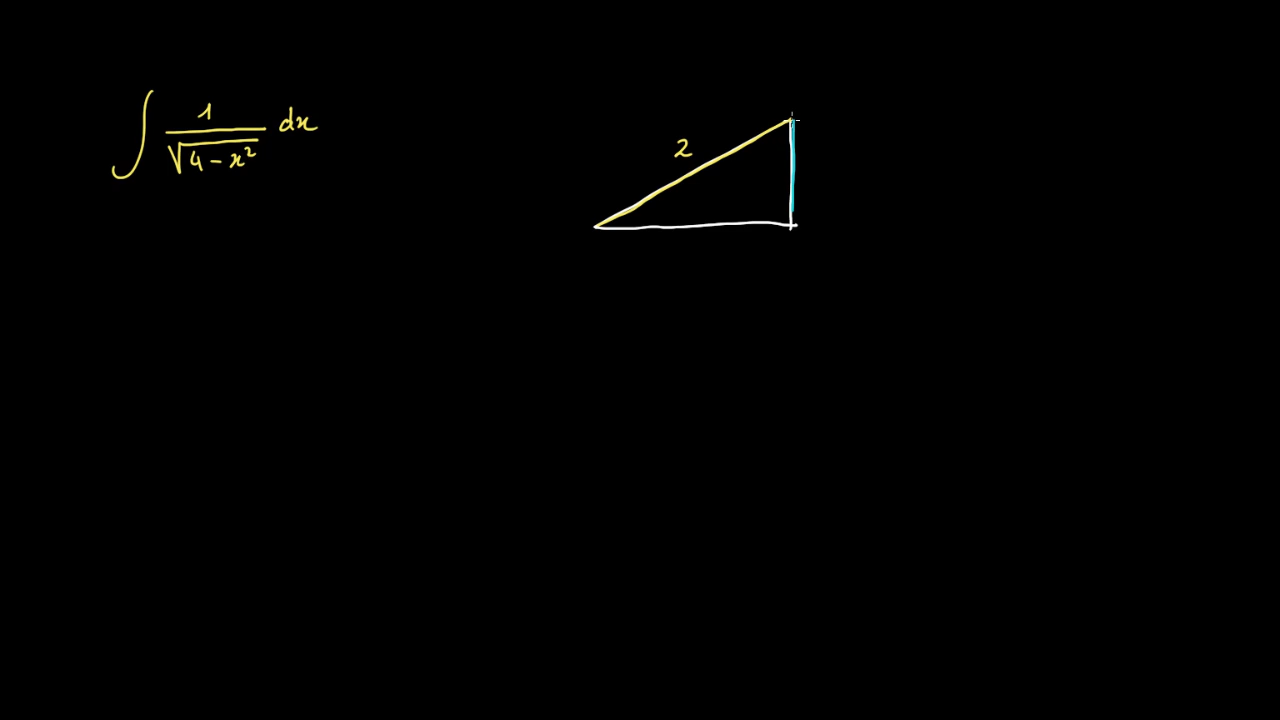 ∫ 1/√(4 - x²) dx
2